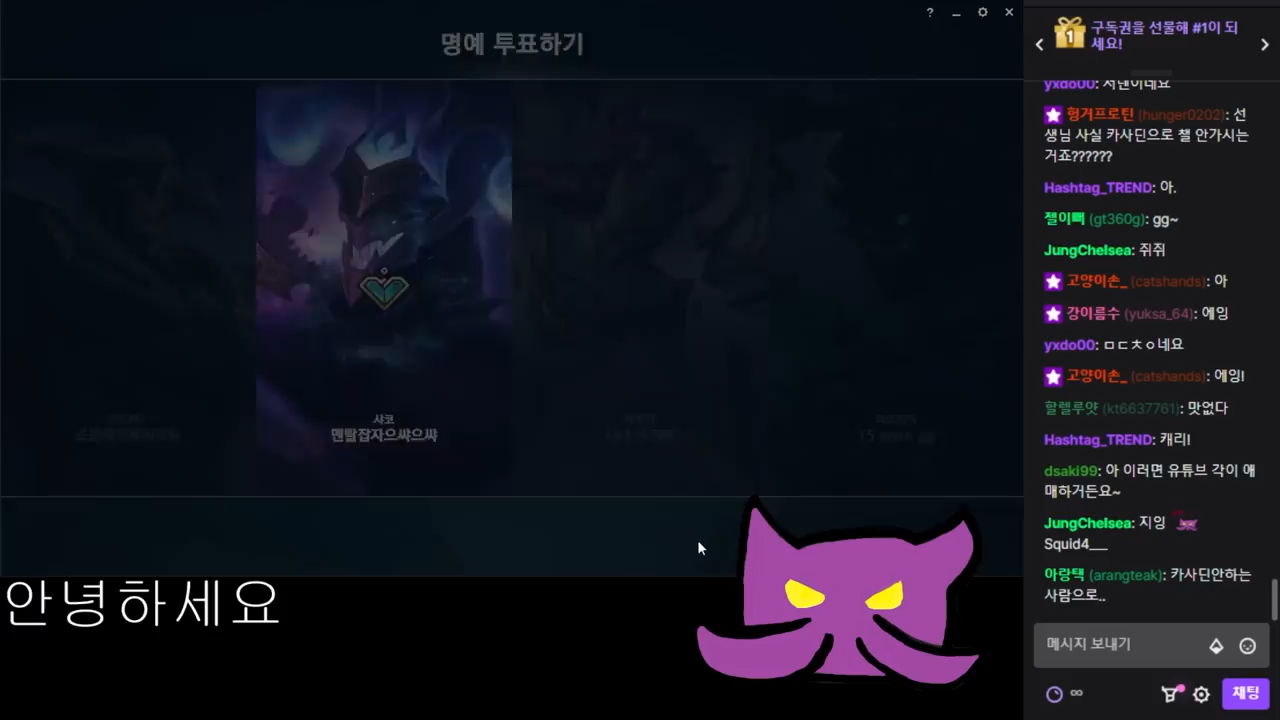 명예 투표하기
샤코
멘탈잡자으쌰으쌰
안녕하세요
구독권을 선물해 #1이 되
세요!
1
헝거프로틴 (hunger0202): 선
생님 사실 카사딘으로 챌 안가시는
거죠??????
Hashtag_TREND: 아.
젤이뻐 (gt360g): gg~
JungChelsea: 쥐쥐
고양이손_ (catshands): 아
강이름수 (yuksa_64): 에잉
yxdo00: ㅁㄷㅊㅇ네요
고양이손_ (catshands): 에잉!
할렐루얏 (kt6637761): 맛없다
Hashtag_TREND: 캐리!
dsaki99: 아 이러면 유튜브 각이 애
매하거든요~
JungChelsea: 지잉
Squid4___
아랑택 (arangteak): 카사딘안하는
사람으로..
메시지 보내기
채팅